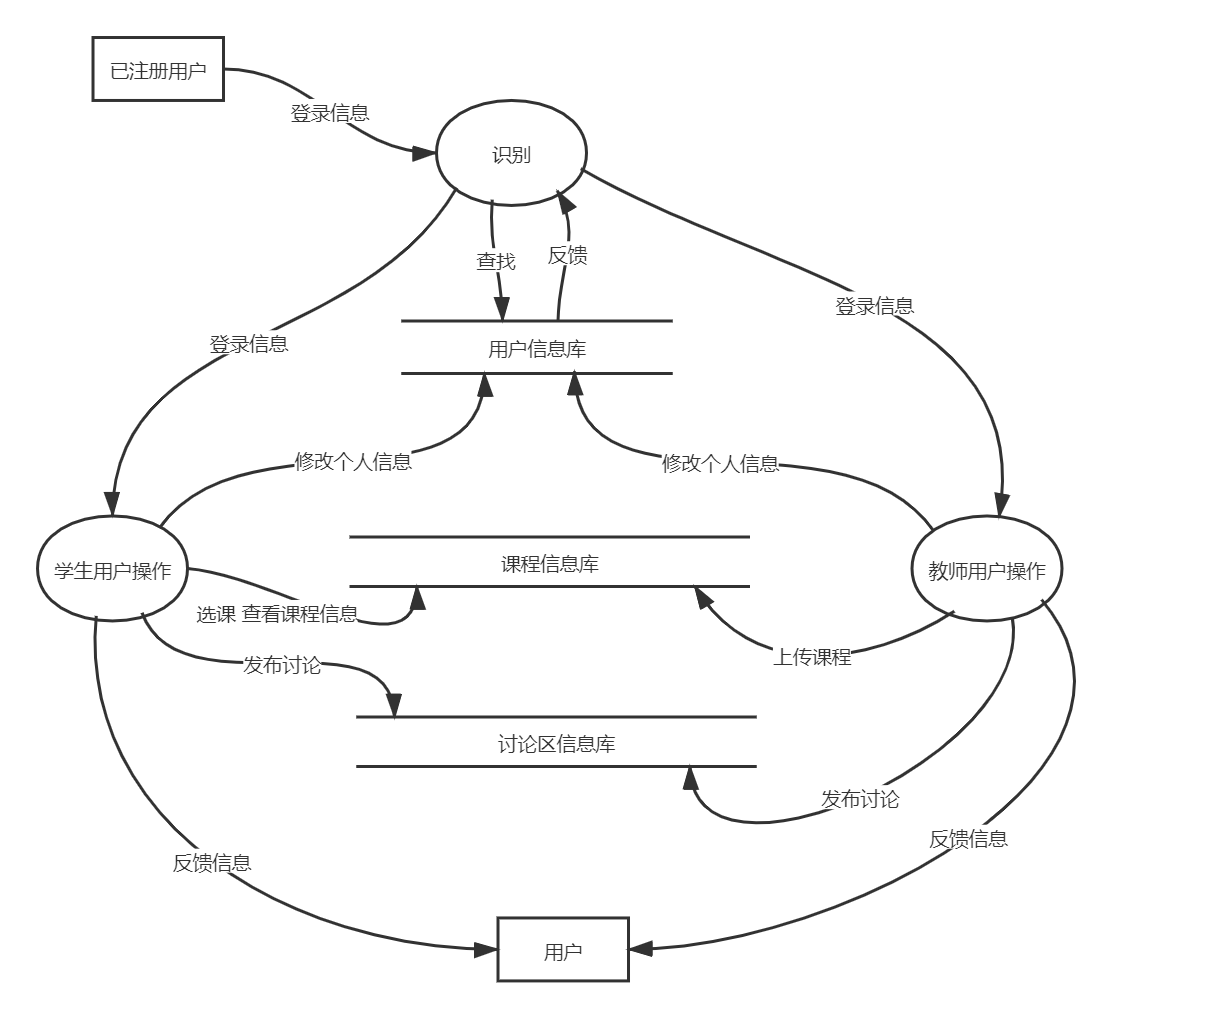 已注册用户
登录信息
识别
查找
反馈
登录信息
登录信息
用户信息库
修改个人信息
修改个人信息
学生用户操作
课程信息库
教师用户操作
选课 查看课程信息
上传课程
发布讨论
讨论区信息库
发布讨论
反馈信息
反馈信息
用户